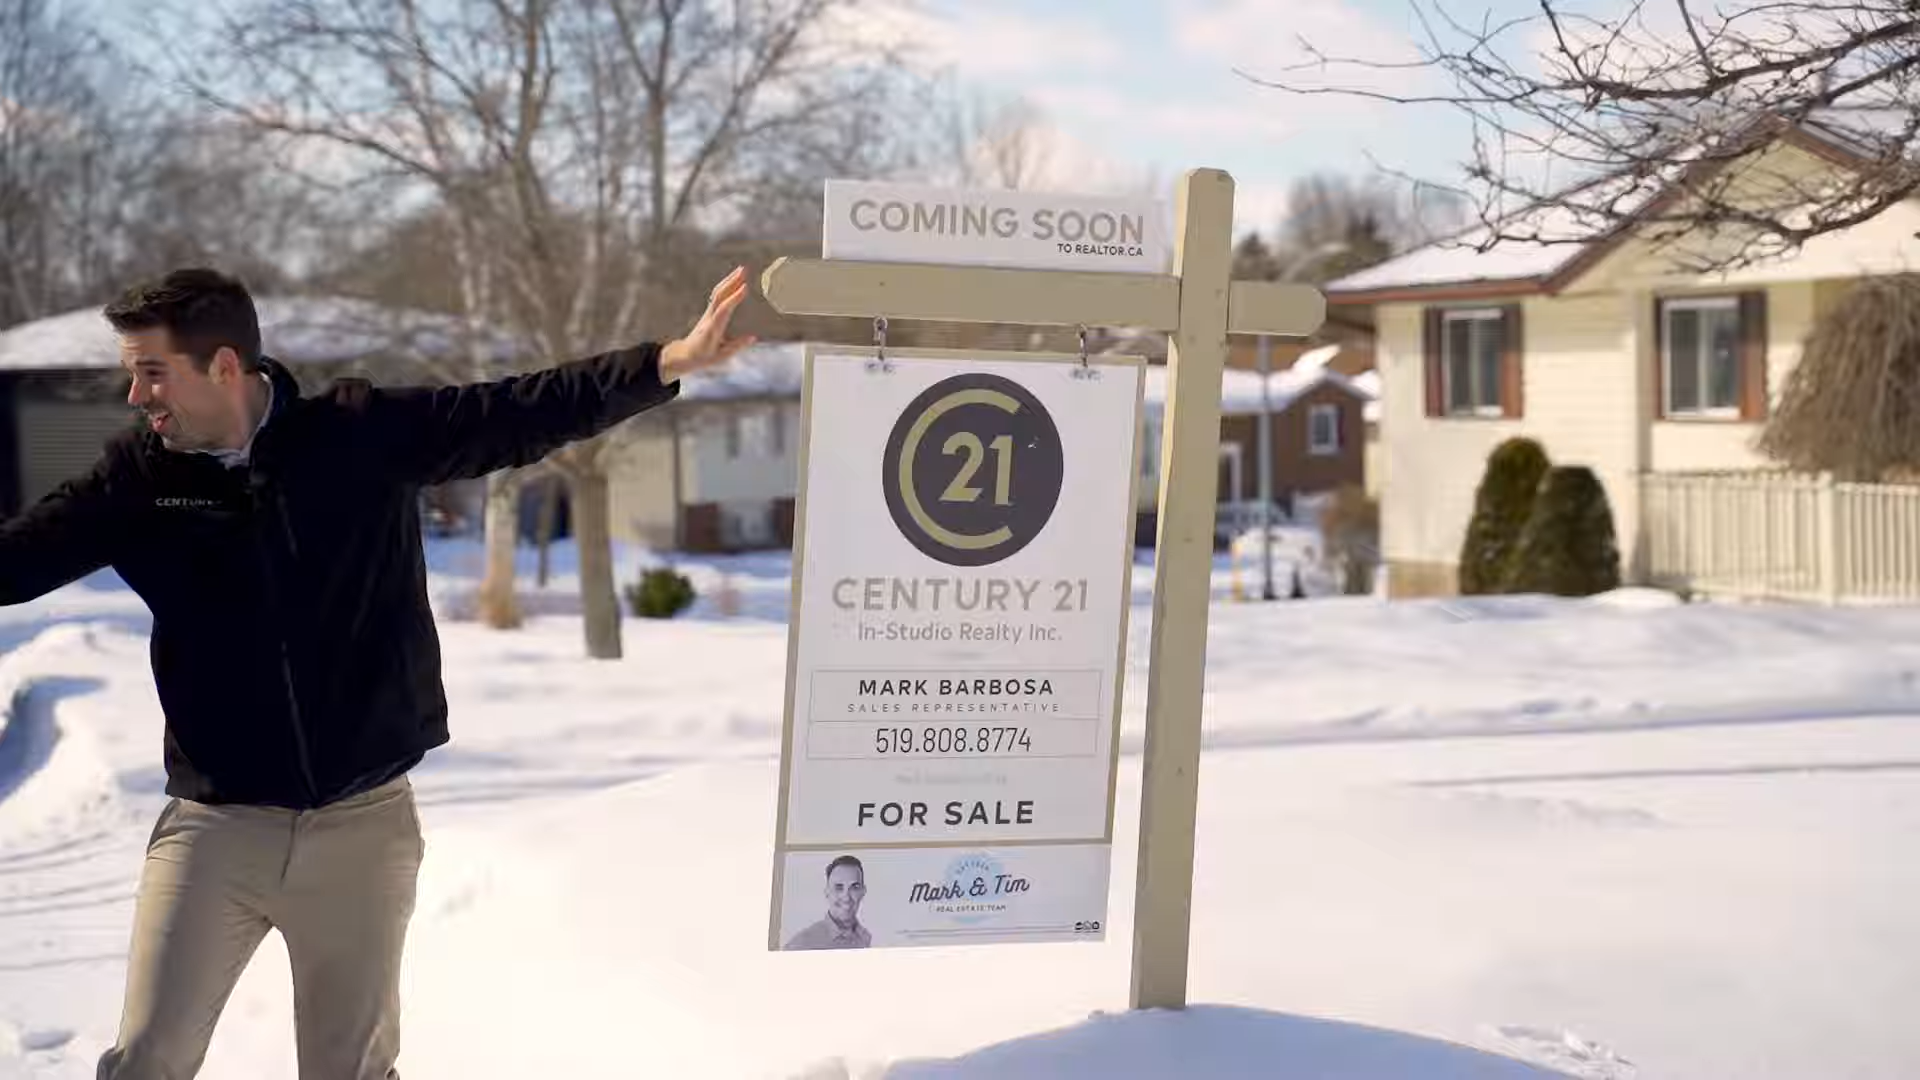 COMING SOON
TO REALTOR.CA
C21
CENTURY 21
In-Studio Realty Inc.
MARK BARBOSA
SALES REPRESENTATIVE
519.808.8774
FOR SALE
Mark & Tim
REAL ESTATE TEAM
CENTURY